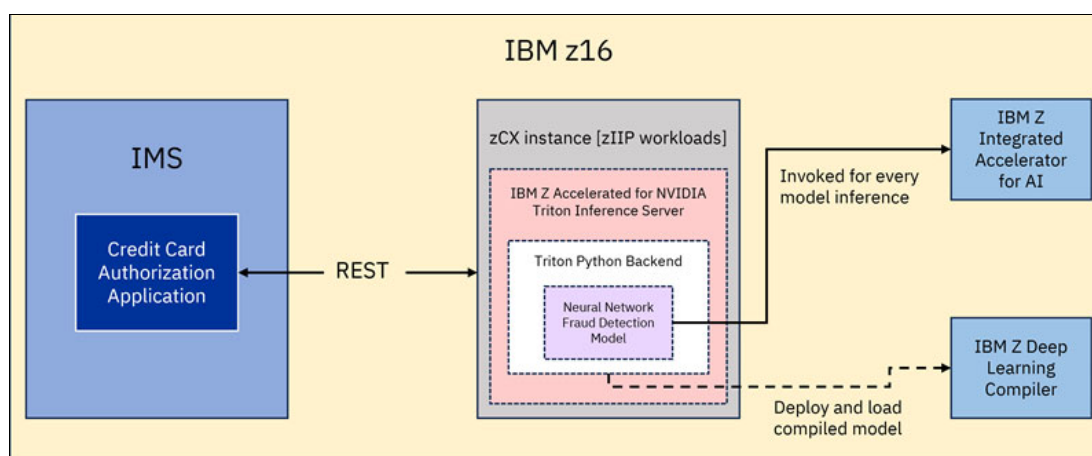 IBM z16
IMS
Credit Card
Authorization
Application
REST
zCX instance [zIIP workloads]
IBM Z Accelerated for NVIDIA
Triton Inference Server
Triton Python Backend
Neural Network
Fraud Detection
Model
Invoked for every
model inference
IBM Z
Integrated
Accelerator
for AI
Deploy and load
compiled model
IBM Z Deep
Learning
Compiler